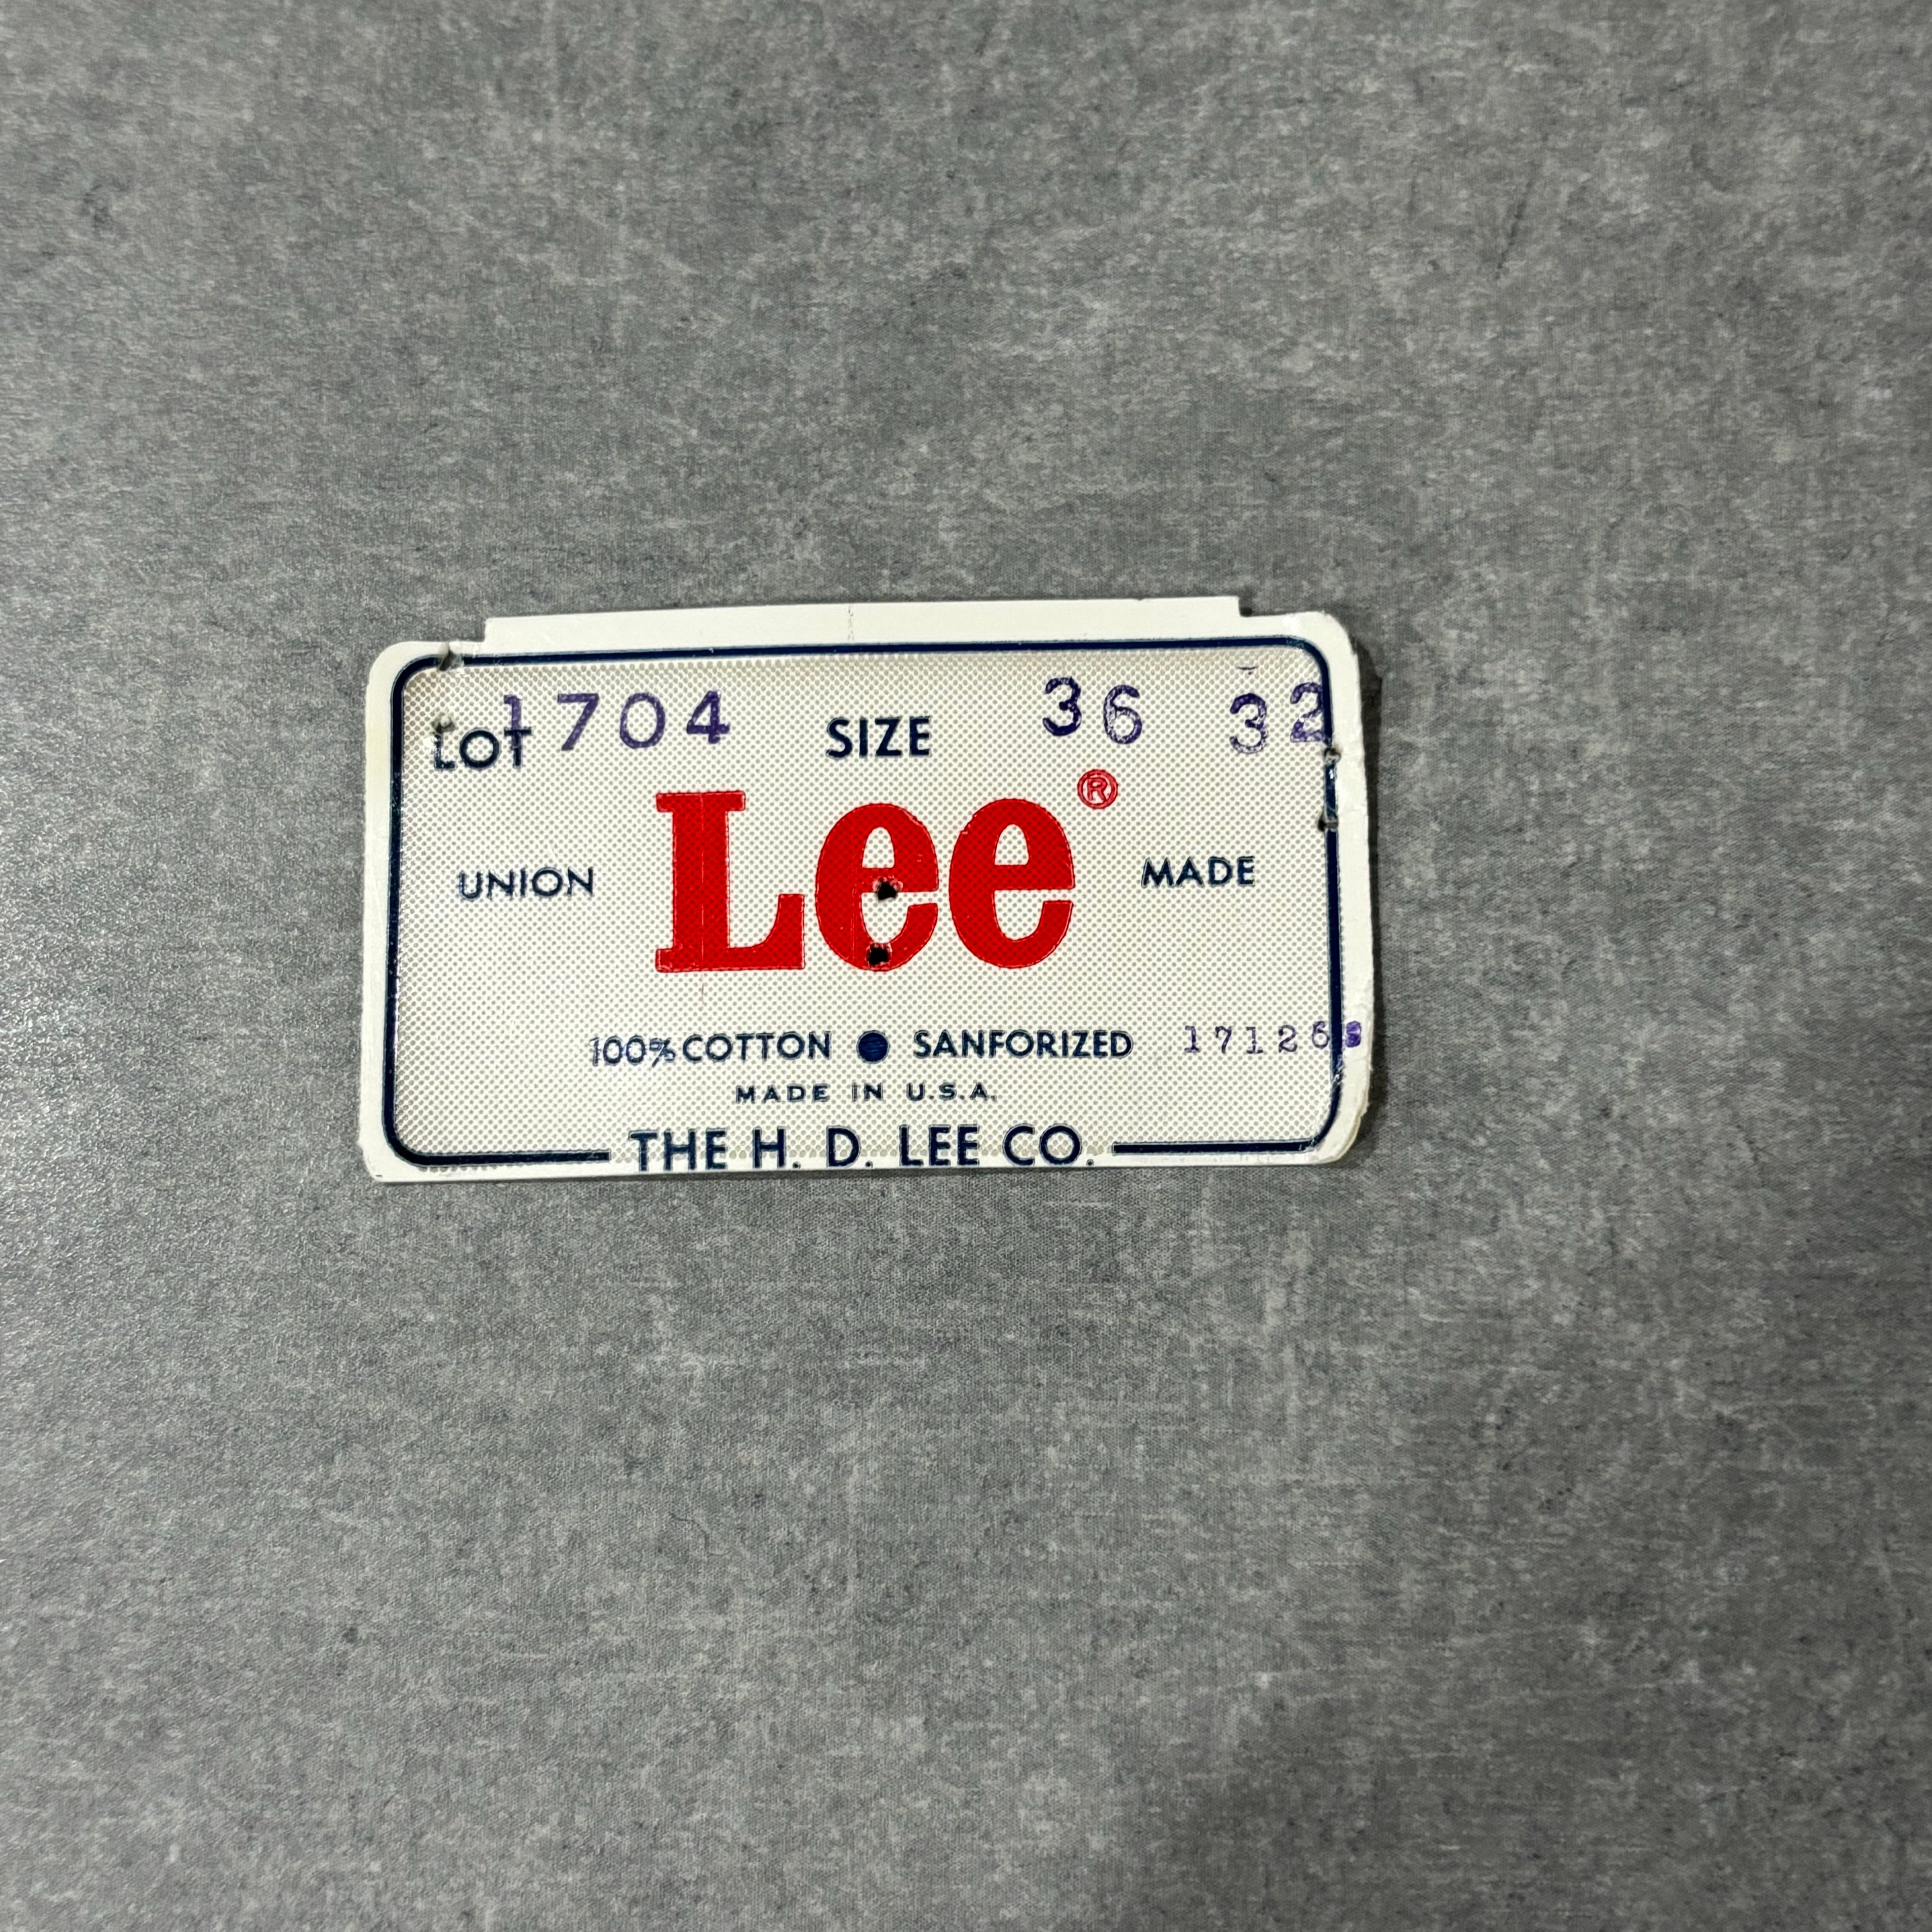 LOT 1704 SIZE 36 32
UNION Lee® MADE
100% COTTON ● SANFORIZED 17126
MADE IN U.S.A.
THE H. D. LEE CO.